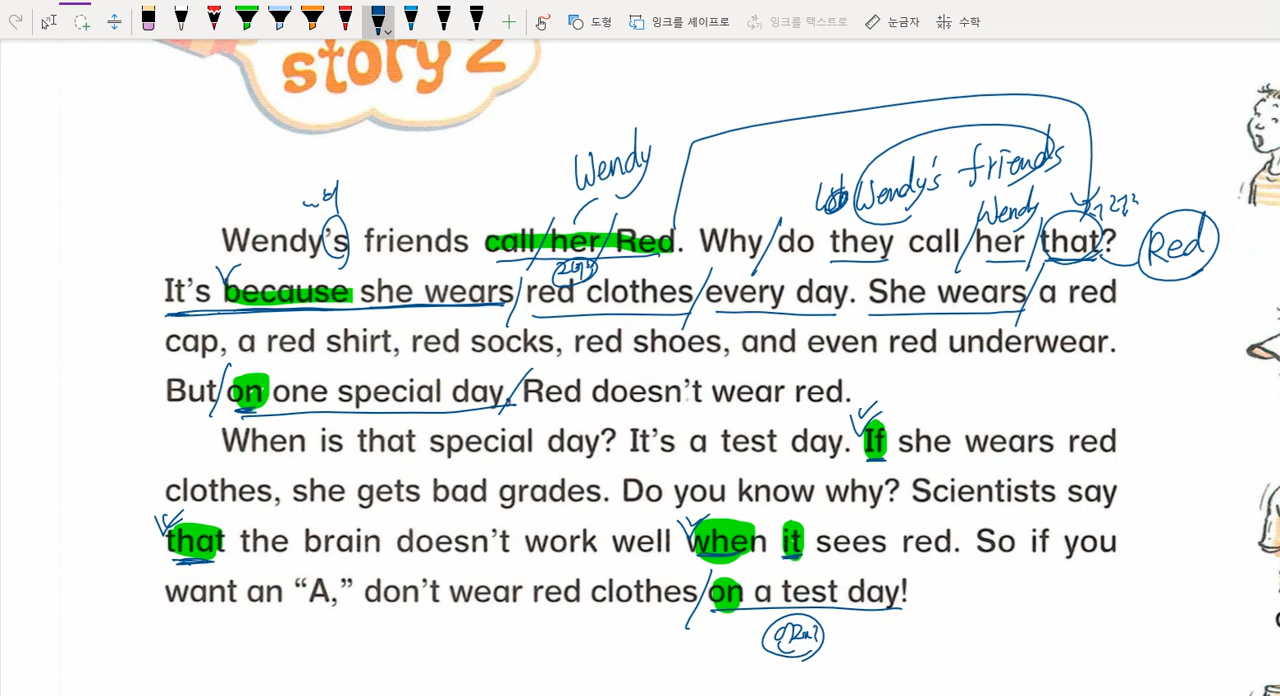 도형 잉크를 셰이프로 잉크를 텍스트로 눈금자 수학
story 2
Wendy
Wendy's friends
Wendy
Wendy's friends call her Red. Why do they call her that?
Red
It's because she wears red clothes every day. She wears a red
cap, a red shirt, red socks, red shoes, and even red underwear.
But on one special day, Red doesn't wear red.
When is that special day? It's a test day. If she wears red
clothes, she gets bad grades. Do you know why? Scientists say
that the brain doesn't work well when it sees red. So if you
want an “A,” don't wear red clothes on a test day!